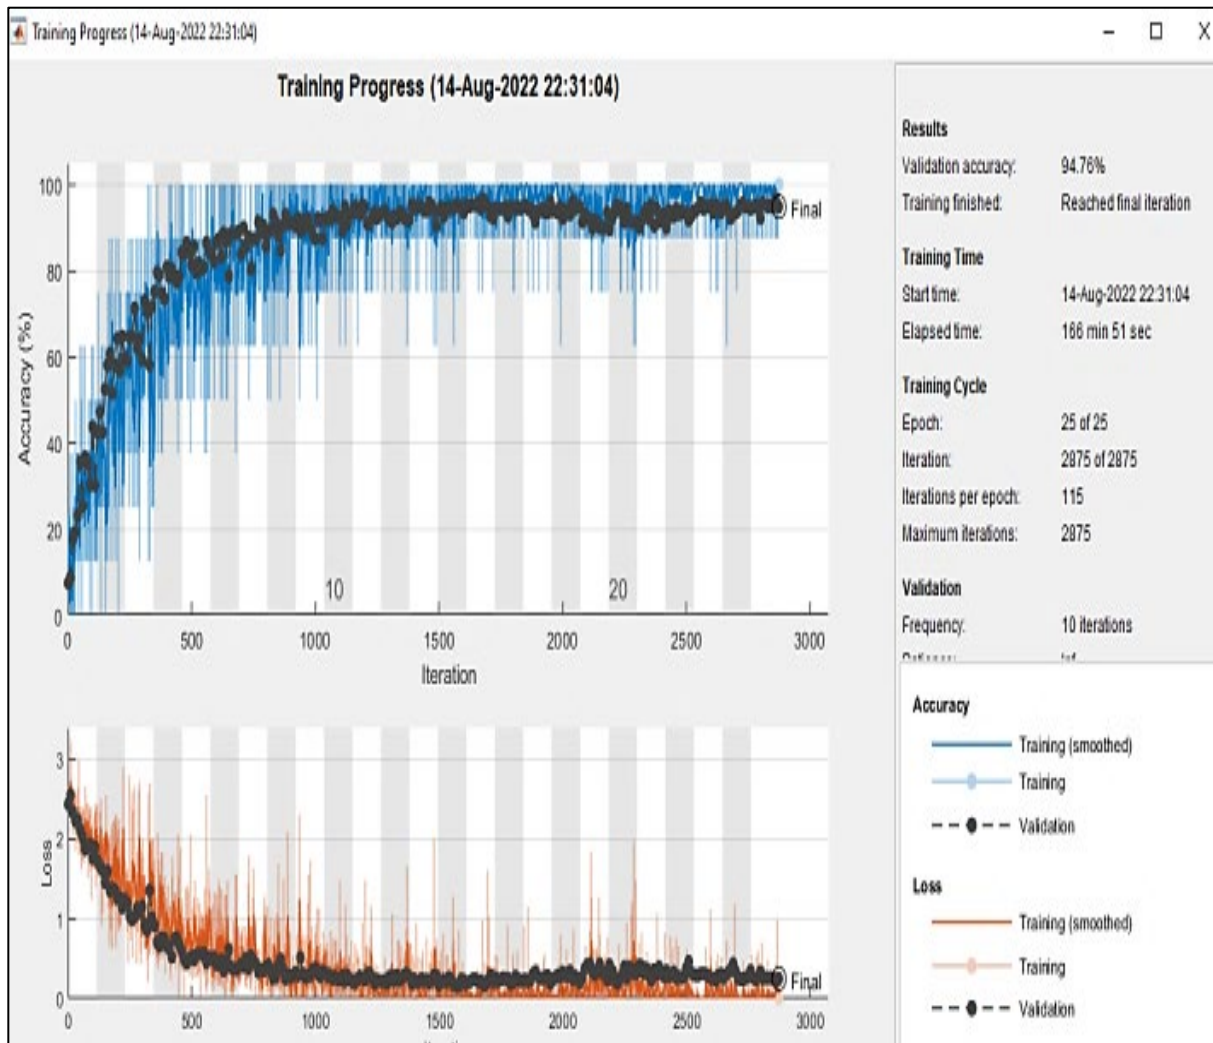 Training Progress (14-Aug-2022 22:31:04)
Training Progress (14-Aug-2022 22:31:04)
100
80
60
40
20
0
Accuracy (%)
Final
10
20
0 500 1000 1500 2000 2500 3000
Iteration
3
2
1
0
Loss
Final
0 500 1000 1500 2000 2500 3000
Results
Validation accuracy: 94.76%
Training finished: Reached final iteration
Training Time
Start time: 14-Aug-2022 22:31:04
Elapsed time: 166 min 51 sec
Training Cycle
Epoch: 25 of 25
Iteration: 2875 of 2875
Iterations per epoch: 115
Maximum iterations: 2875
Validation
Frequency: 10 iterations
Accuracy
Training (smoothed)
Training
Validation
Loss
Training (smoothed)
Training
Validation